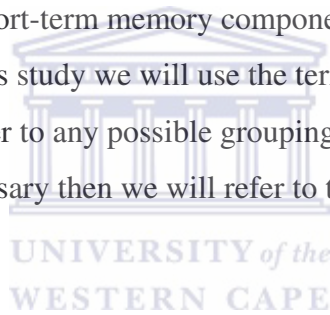 ort-term memory compone
s study we will use the ter
er to any possible grouping
sary then we will refer to t
UNIVERSITY of the
WESTERN CAPE